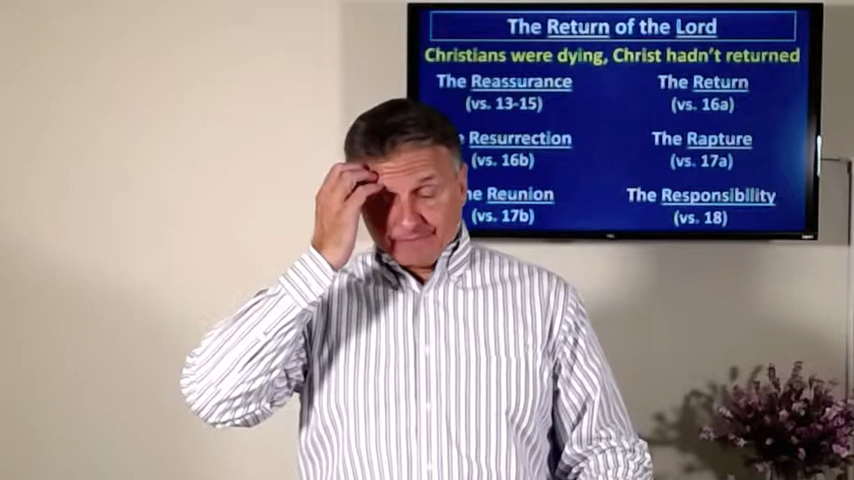 The Return of the Lord
Christians were dying, Christ hadn't returned
The Reassurance
(vs. 13-15)
The Return
(vs. 16a)
Resurrection
(vs. 16b)
The Rapture
(vs. 17a)
Reunion
(vs. 17b)
The Responsibility
(vs. 18)